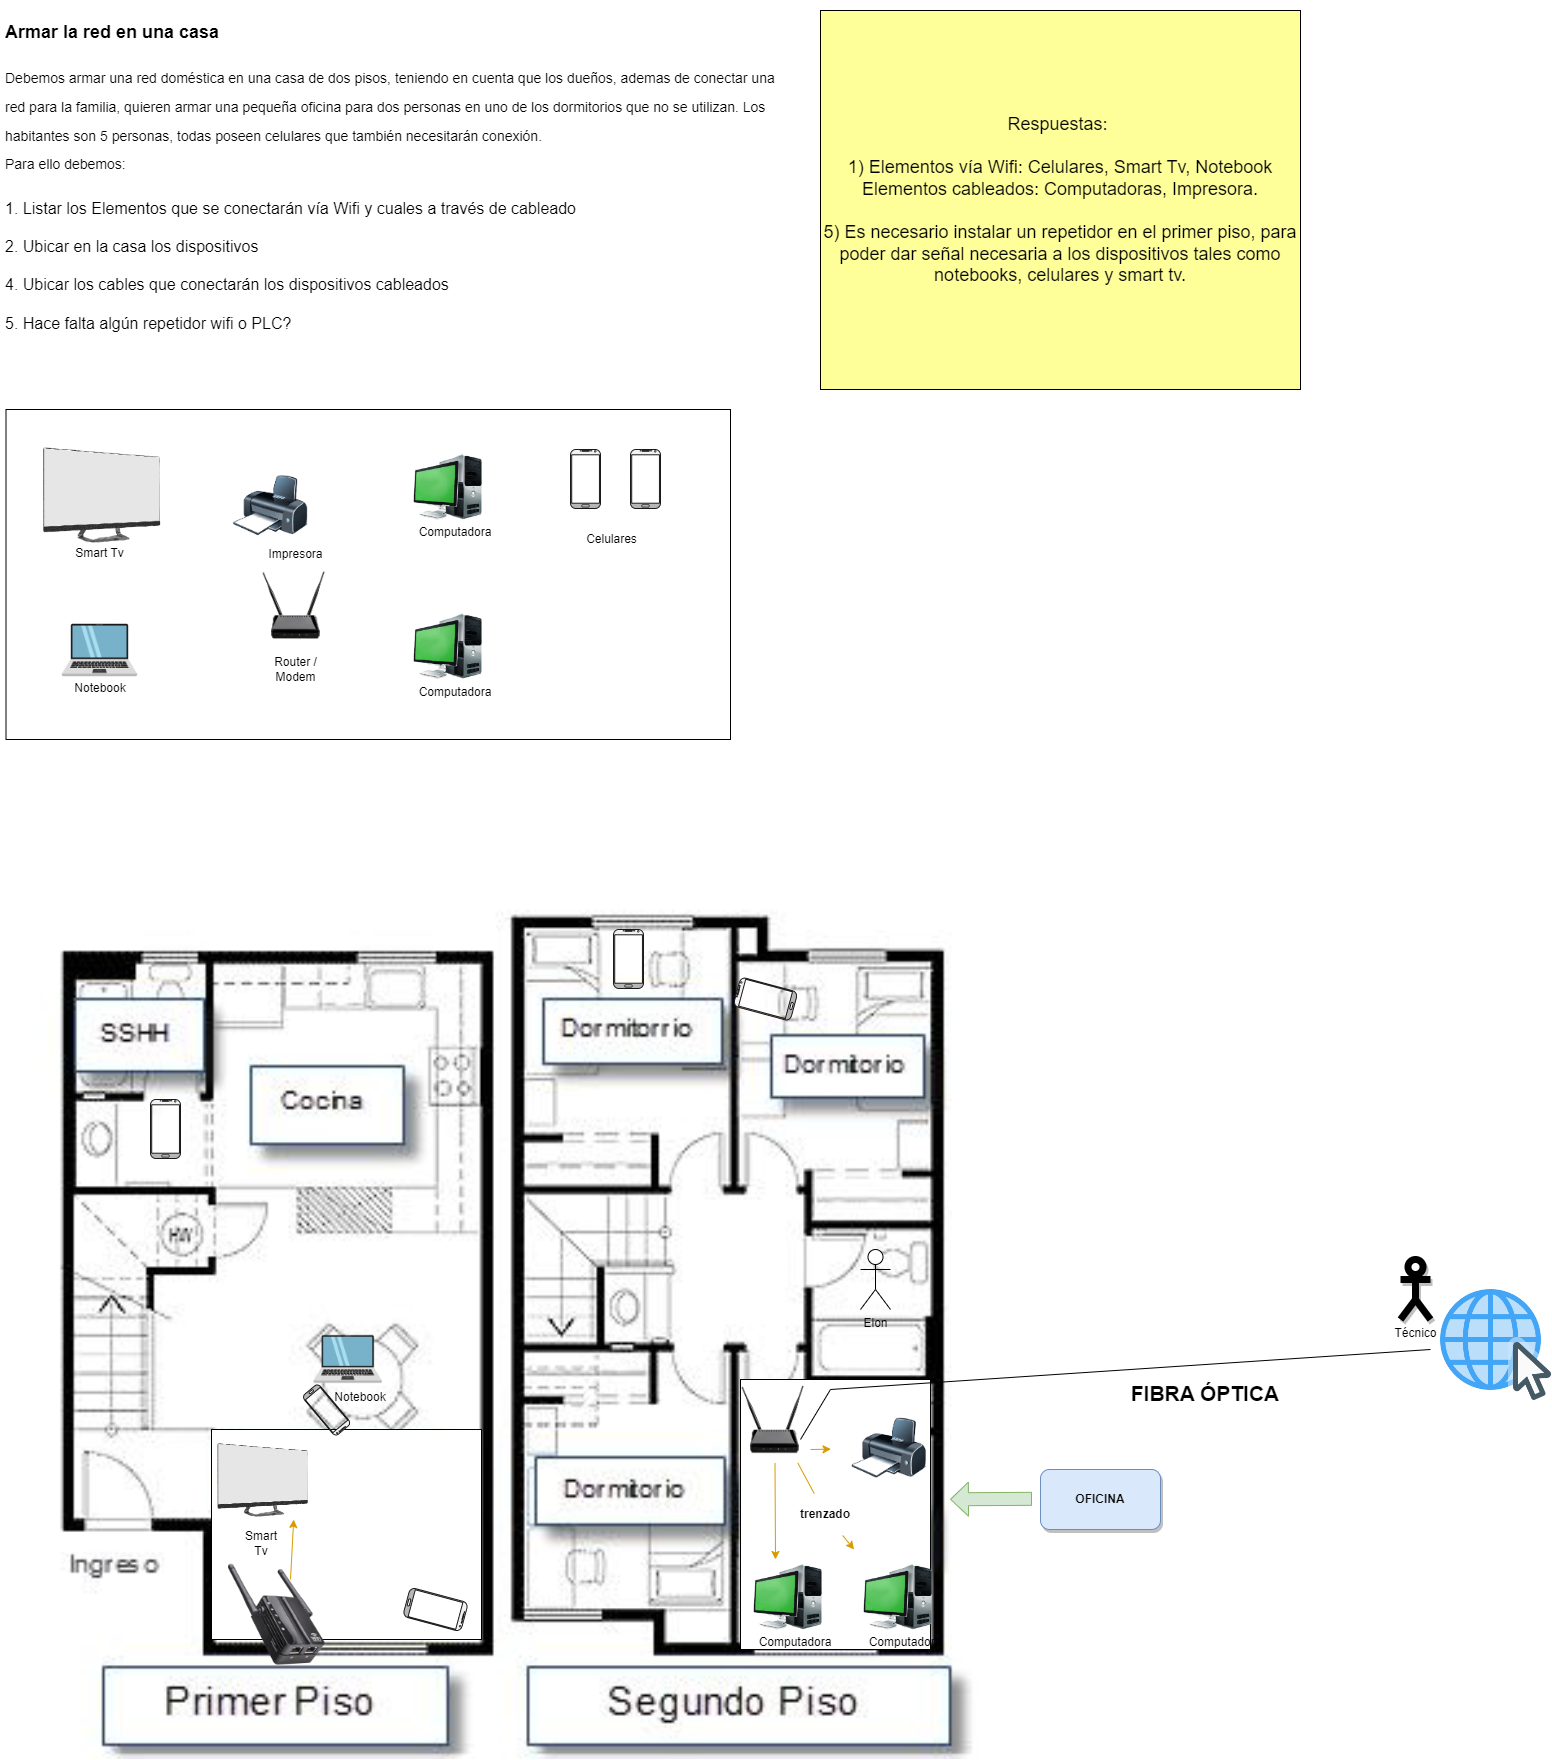 Armar la red en una casa
Debemos armar una red doméstica en una casa de dos pisos, teniendo en cuenta que los dueños, ademas de conectar una
red para la familia, quieren armar una pequeña oficina para dos personas en uno de los dormitorios que no se utilizan. Los
habitantes son 5 personas, todas poseen celulares que también necesitarán conexión.
Para ello debemos:
1. Listar los Elementos que se conectarán vía Wifi y cuales a través de cableado
2. Ubicar en la casa los dispositivos
4. Ubicar los cables que conectarán los dispositivos cableados
5. Hace falta algún repetidor wifi o PLC?
Respuestas:
1) Elementos vía Wifi: Celulares, Smart Tv, Notebook
Elementos cableados: Computadoras, Impresora.
5) Es necesario instalar un repetidor en el primer piso, para
poder dar señal necesaria a los dispositivos tales como
notebooks, celulares y smart tv.
Smart Tv
Impresora
Computadora
Celulares
Notebook
Router /
Modem
Computadora
SSHH
Cocina
HW
Notebook
Smart
Tv
Ingreso
Primer Piso
Dormitorrio
Dormitorio
Elon
Dormitorio
trenzado
Computadora
Computado
Segundo Piso
Técnico
FIBRA ÓPTICA
OFICINA